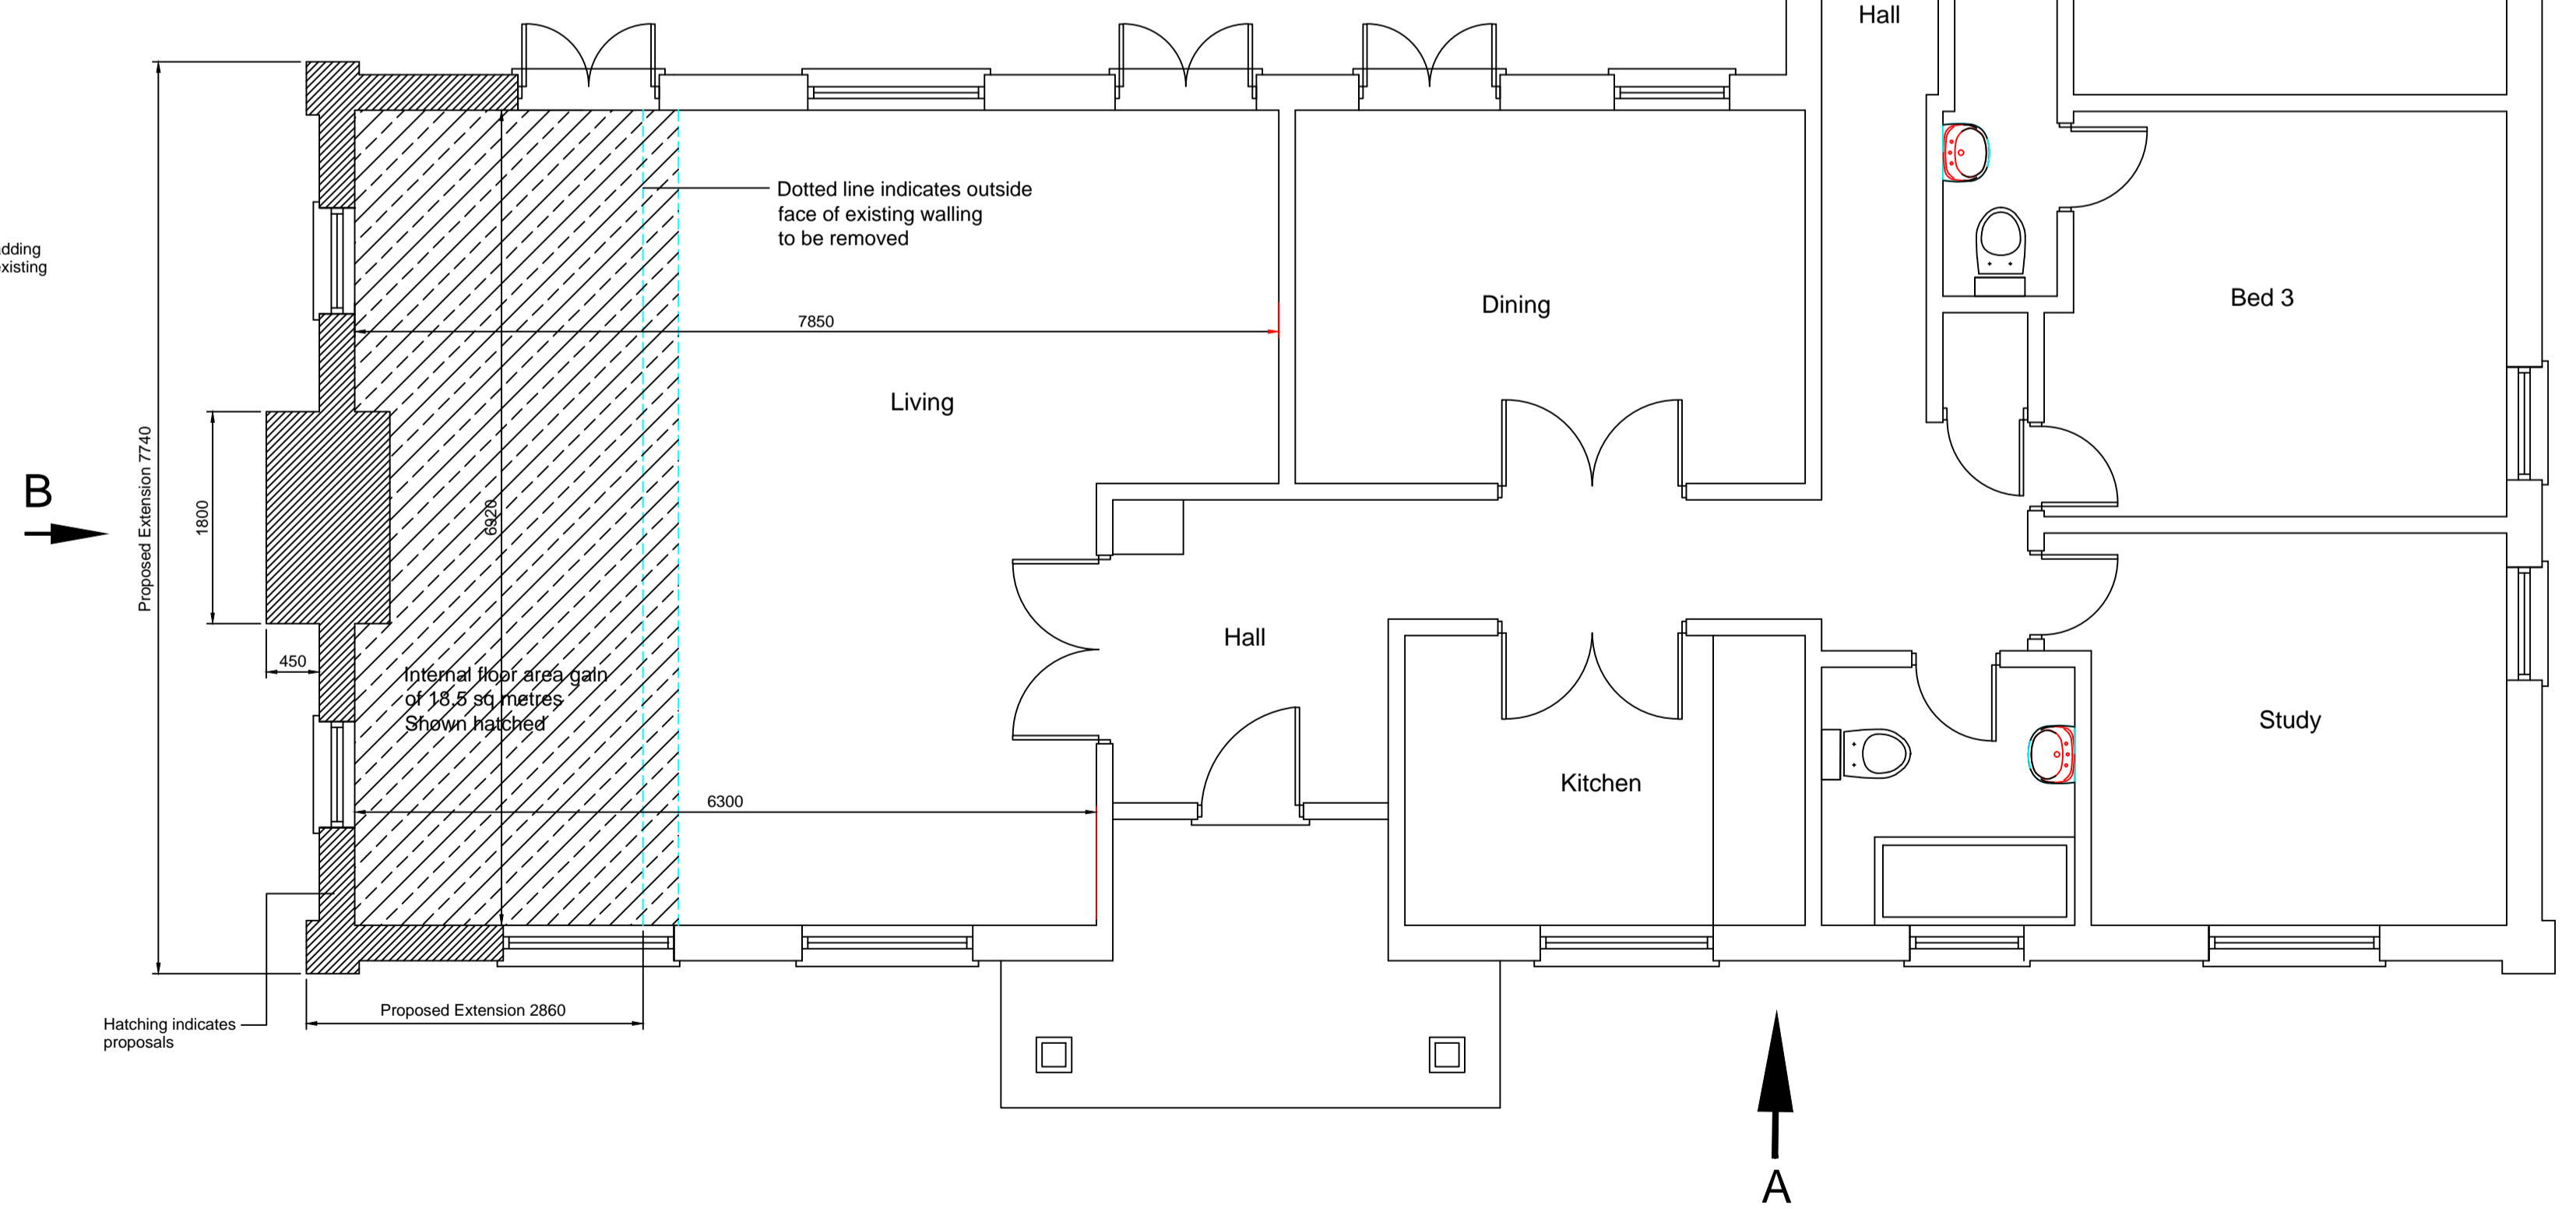 Hall
Dotted line indicates outside
face of existing walling
to be removed
existing
7850
Dining
Bed 3
Living
B
Proposed Extension 7740
1800
6920
Hall
450
Internal floor area gain
of 18.5 sq metres
Shown hatched
Study
Kitchen
6300
Proposed Extension 2860
Hatching indicates
proposals
A